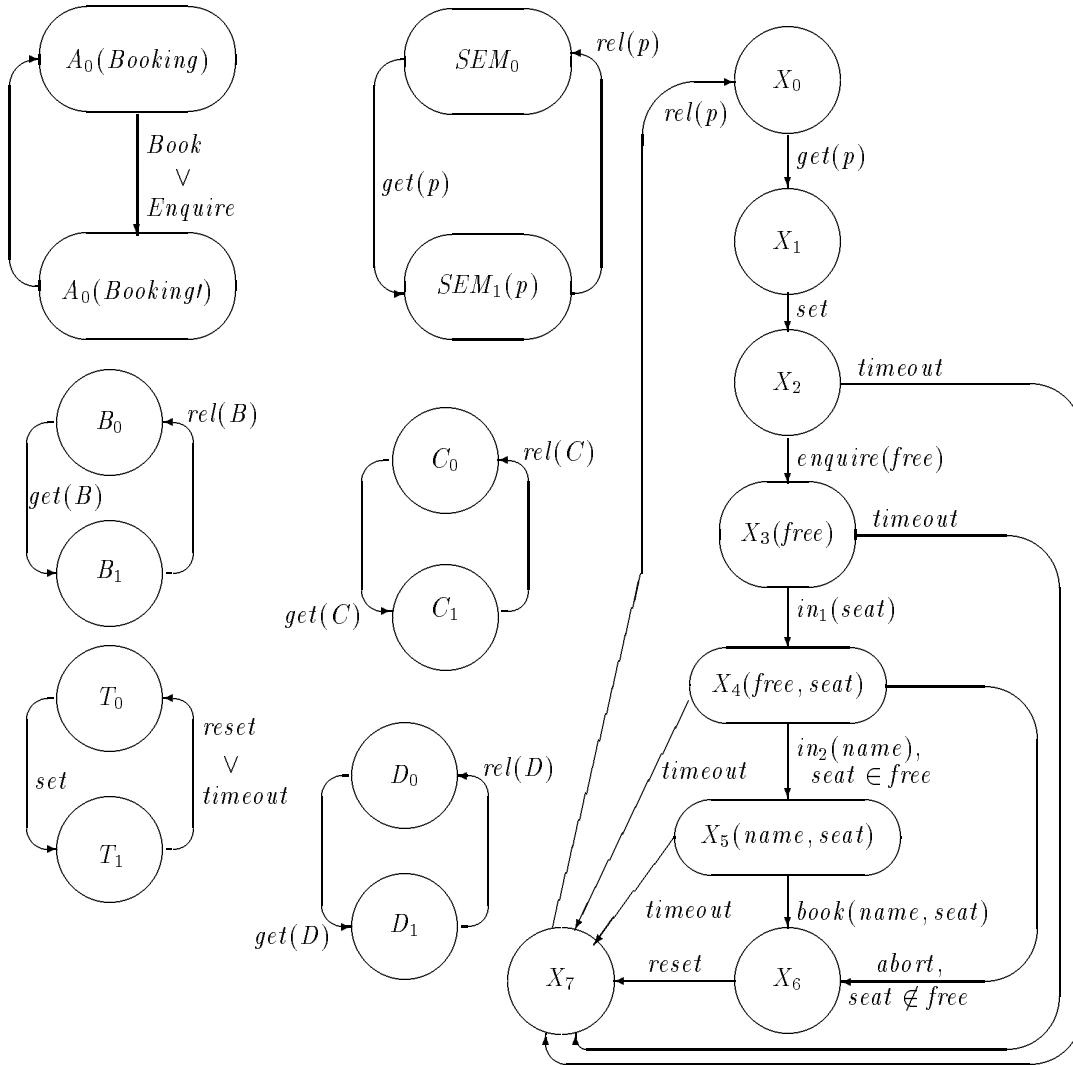 A₀(Booking)
Book
∨
Enquire
A₀(Booking′)
SEM₀
rel(p)
get(p)
SEM₁(p)
rel(p)
X₀
get(p)
X₁
set
X₂
timeout
enquire(free)
X₃(free)
timeout
in₁(seat)
X₄(free, seat)
in₂(name),
seat ∈ free
timeout
X₅(name, seat)
timeout
book(name, seat)
X₇
reset
X₆
abort,
seat ∉ free
B₀
rel(B)
get(B)
B₁
C₀
rel(C)
get(C)
C₁
T₀
reset
∨
timeout
set
T₁
D₀
rel(D)
get(D)
D₁